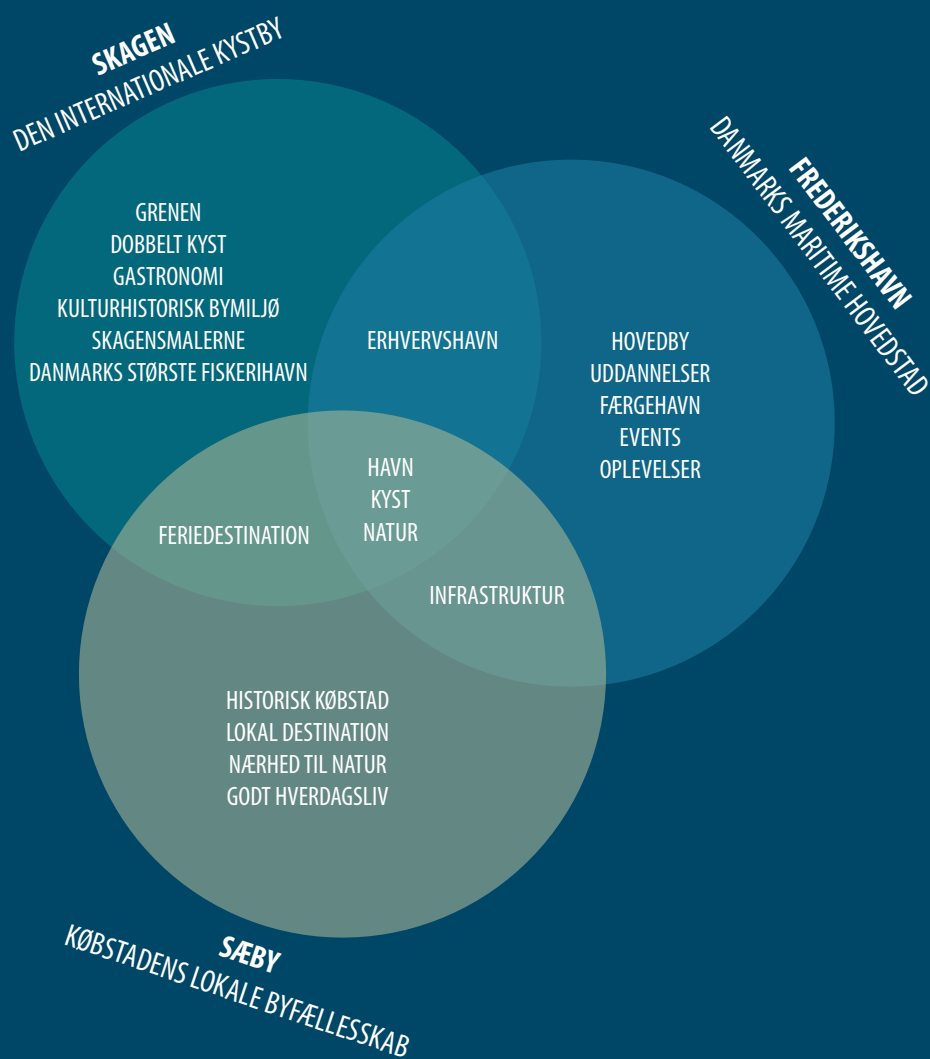 SKAGEN
DEN INTERNATIONALE KYSTBY
FREDERIKSHAVN
DANMARKS MARITIME HOVEDSTAD
GRENEN
DOBBELT KYST
GASTRONOMI
KULTURHISTORISK BYMILJØ
SKAGENSMALERNE
DANMARKS STØRSTE FISKERIHAVN
ERHVERVSHAVN
HOVEDBY
UDDANNELSER
FÆRGEHAVN
EVENTS
OPLEVELSER
HAVN
KYST
NATUR
FERIEDESTINATION
INFRASTRUKTUR
HISTORISK KØBSTAD
LOKAL DESTINATION
NÆRHED TIL NATUR
GODT HVERDAGSLIV
SÆBY
KØBSTADENS LOKALE BYFÆLLESSKAB